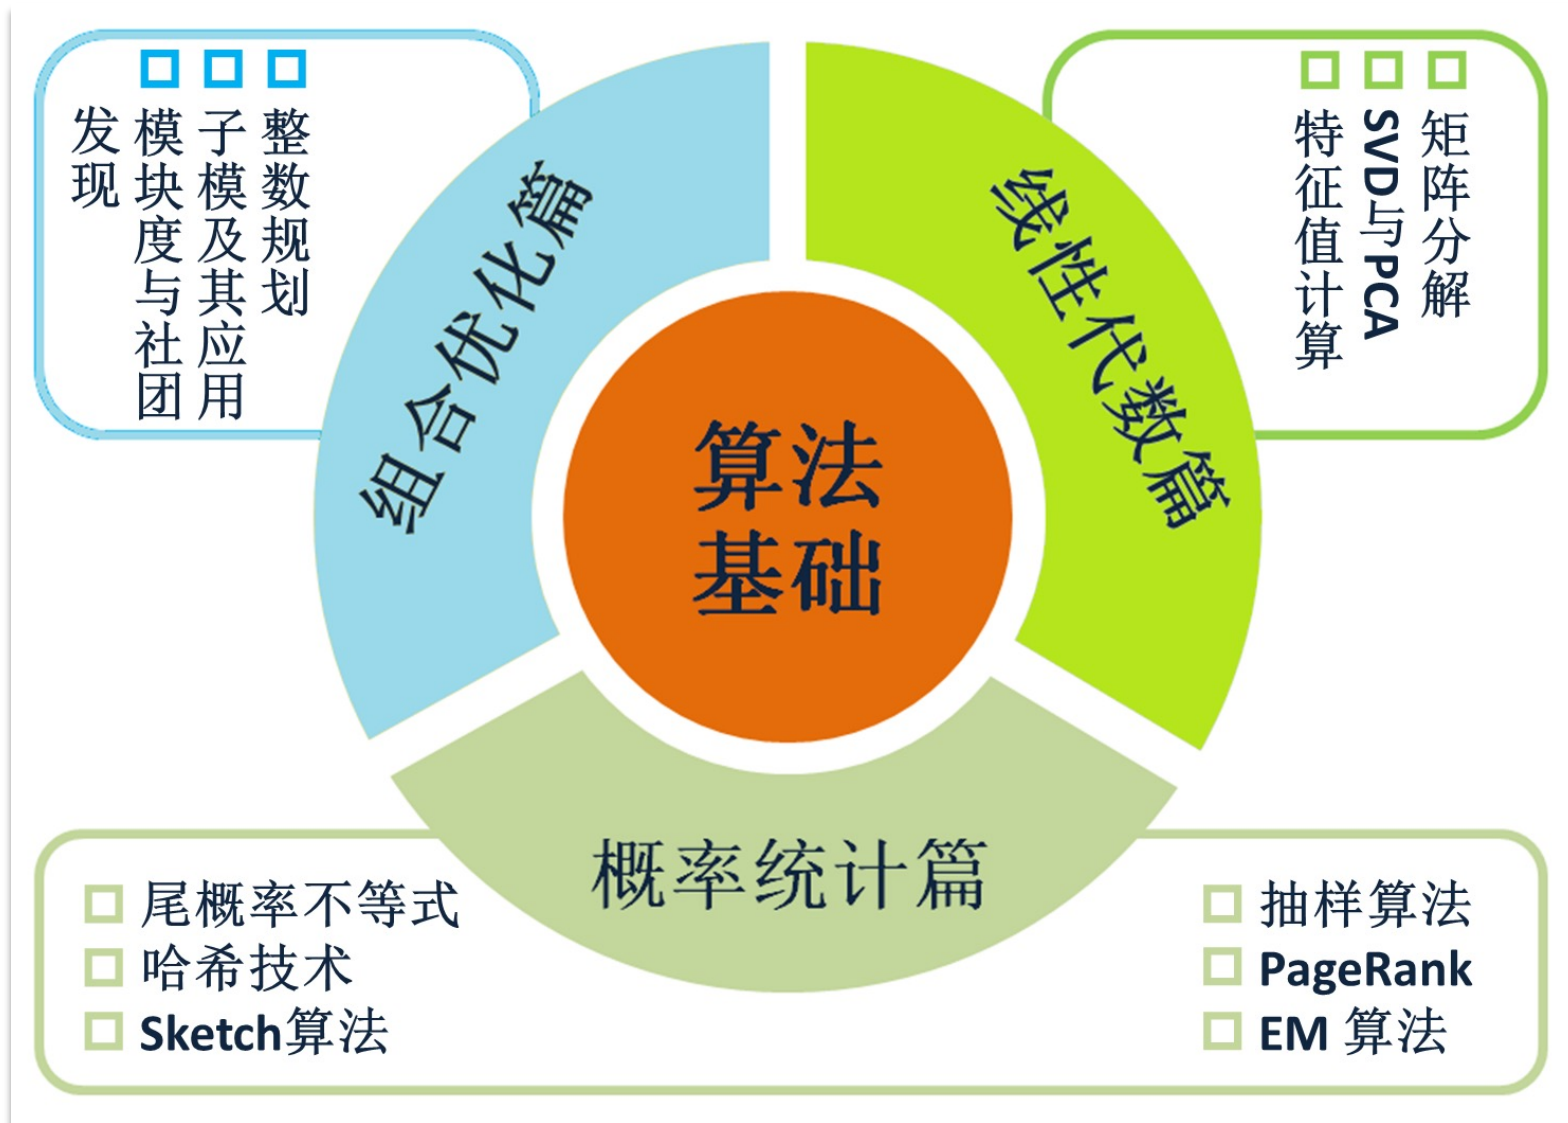 整数规划
子模及其应用
模块度与社团
发现
组合优化篇
矩阵分解
SVD与PCA
特征值计算
线性代数篇
算法
基础
概率统计篇
尾概率不等式
哈希技术
Sketch算法
抽样算法
PageRank
EM 算法